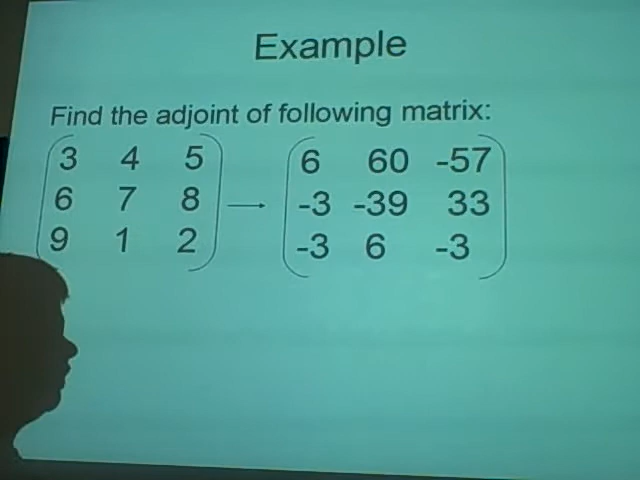 Example
Find the adjoint of following matrix:
3 4 5 6 60 -57
6 7 8 → -3 -39 33
9 1 2 -3 6 -3